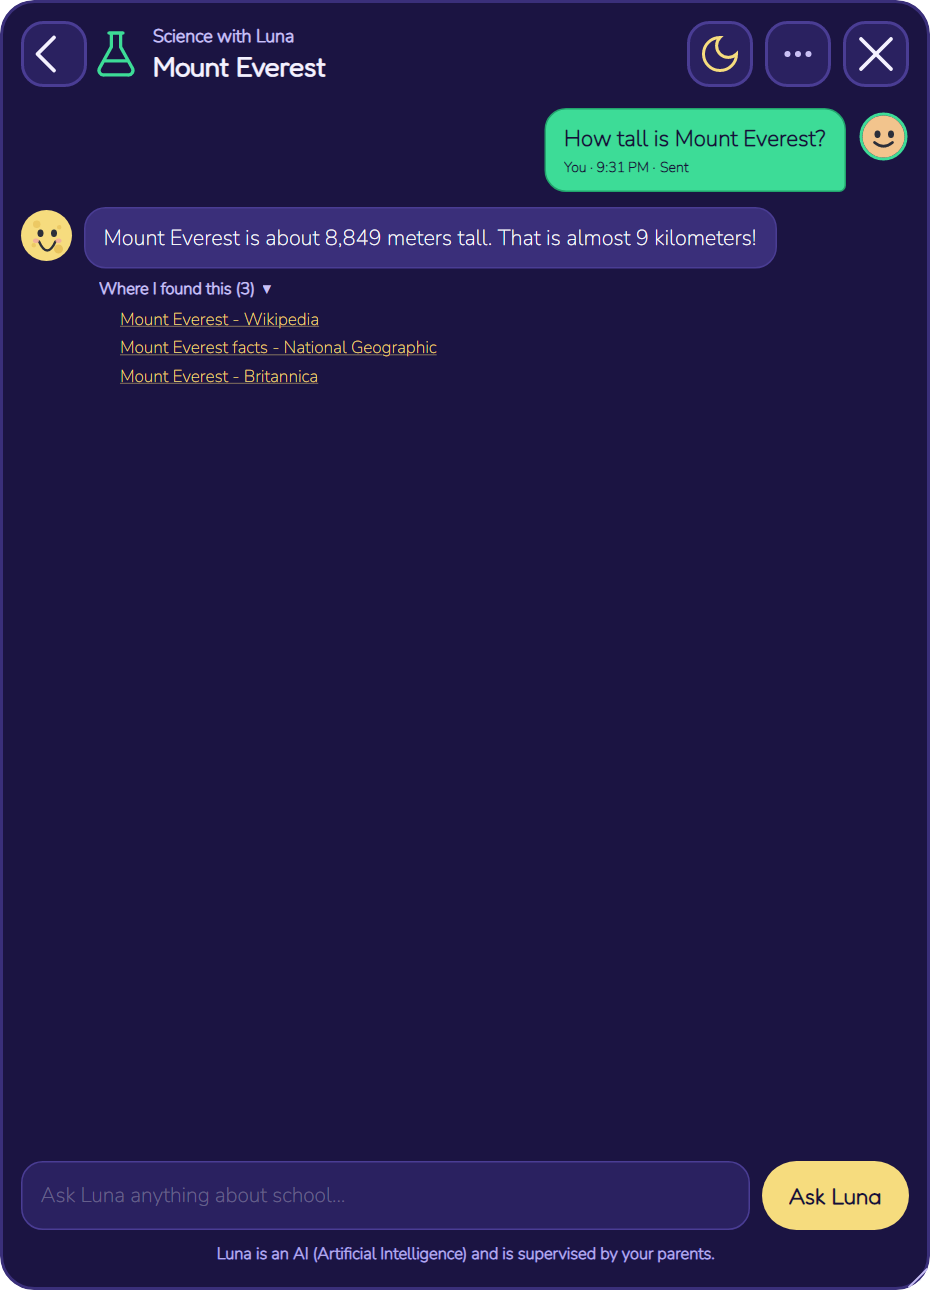 Science with Luna
Mount Everest
How tall is Mount Everest?
You · 9:31 PM · Sent
Mount Everest is about 8,849 meters tall. That is almost 9 kilometers!
Where I found this (3) ▼
Mount Everest - Wikipedia
Mount Everest facts - National Geographic
Mount Everest - Britannica
Ask Luna anything about school...
Ask Luna
Luna is an AI (Artificial Intelligence) and is supervised by your parents.